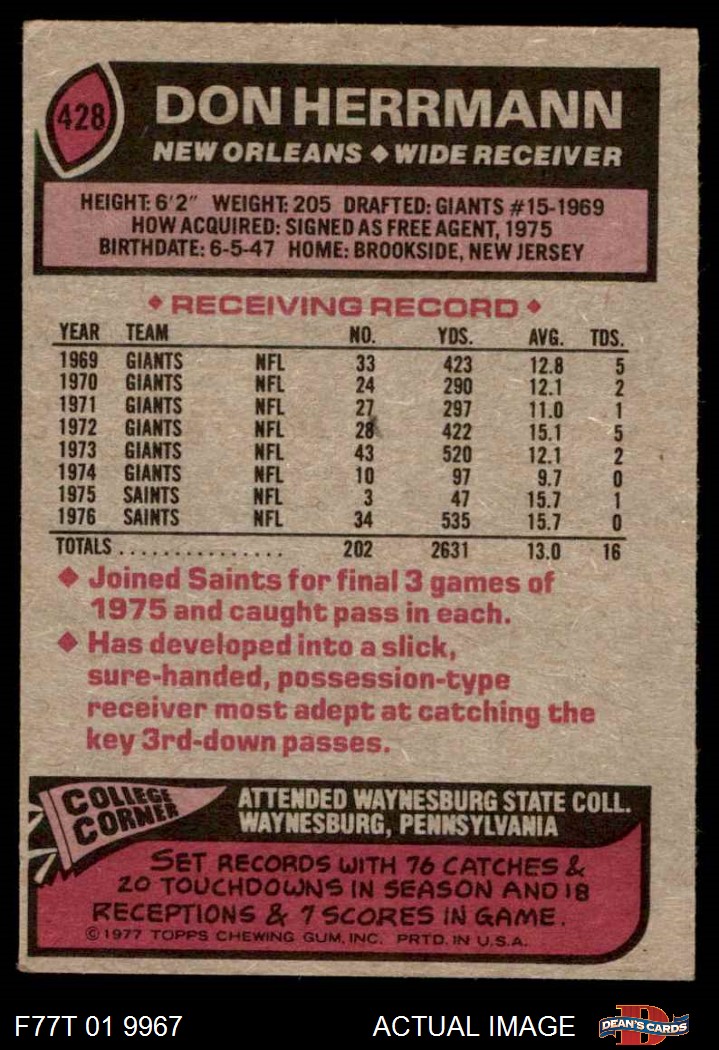 428
DON HERRMANN
NEW ORLEANS ◆ WIDE RECEIVER
HEIGHT: 6'2" WEIGHT: 205 DRAFTED: GIANTS #15-1969
HOW ACQUIRED: SIGNED AS FREE AGENT, 1975
BIRTHDATE: 6-5-47 HOME: BROOKSIDE, NEW JERSEY
◆ RECEIVING RECORD ◆
YEAR TEAM NO. YDS. AVG. TDS.
1969 GIANTS NFL 33 423 12.8 5
1970 GIANTS NFL 24 290 12.1 2
1971 GIANTS NFL 27 297 11.0 1
1972 GIANTS NFL 28 422 15.1 5
1973 GIANTS NFL 43 520 12.1 2
1974 GIANTS NFL 10 97 9.7 0
1975 SAINTS NFL 3 47 15.7 1
1976 SAINTS NFL 34 535 15.7 0
TOTALS ................ 202 2631 13.0 16
◆ Joined Saints for final 3 games of
1975 and caught pass in each.
◆ Has developed into a slick,
sure-handed, possession-type
receiver most adept at catching the
key 3rd-down passes.
COLLEGE
CORNER
ATTENDED WAYNESBURG STATE COLL.
WAYNESBURG, PENNSYLVANIA
SET RECORDS WITH 76 CATCHES &
20 TOUCHDOWNS IN SEASON AND 18
RECEPTIONS & 7 SCORES IN GAME.
©1977 TOPPS CHEWING GUM, INC. PRTD. IN U.S.A.
F77T 01 9967 ACTUAL IMAGE D DEAN'S CARDS